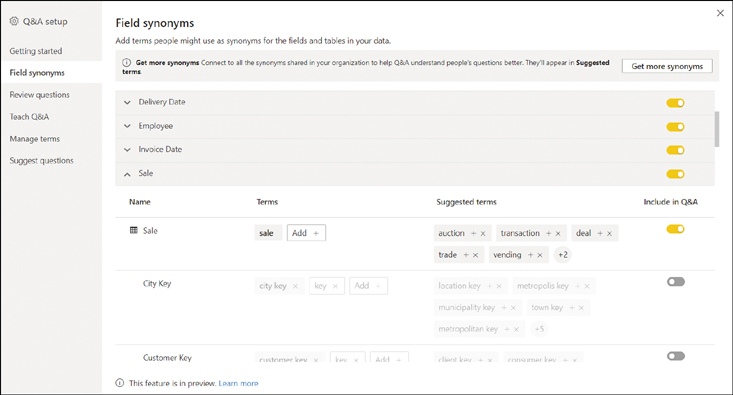 Q&A setup
Getting started
Field synonyms
Review questions
Teach Q&A
Manage terms
Suggest questions
Field synonyms
Add terms people might use as synonyms for the fields and tables in your data.
Get more synonyms Connect to all the synonyms shared in your organization to help Q&A understand people's questions better. They'll appear in Suggested
terms.
Get more synonyms
Delivery Date
Employee
Invoice Date
Sale
Name Terms Suggested terms Include in Q&A
Sale sale Add + auction + × transaction + × deal + ×
trade + × vending + × +2
City Key city key × key × Add + location key + × metropolis key + ×
municipality key + × town key + ×
metropolitan key + × +5
Customer Key customer key × key × Add + client key + × consumer key + ×
This feature is in preview. Learn more